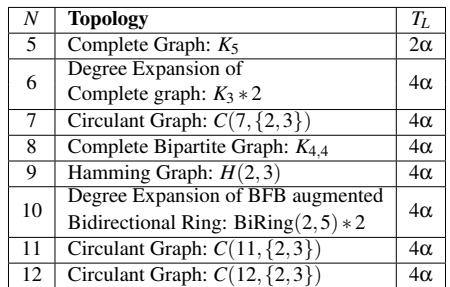 N Topology T_L
5 Complete Graph: K_5 2α
6 Degree Expansion of
Complete graph: K_3 ∗ 2 4α
7 Circulant Graph: C(7,{2,3}) 4α
8 Complete Bipartite Graph: K_{4,4} 4α
9 Hamming Graph: H(2,3) 4α
10 Degree Expansion of BFB augmented
Bidirectional Ring: BiRing(2,5) ∗ 2 4α
11 Circulant Graph: C(11,{2,3}) 4α
12 Circulant Graph: C(12,{2,3}) 4α